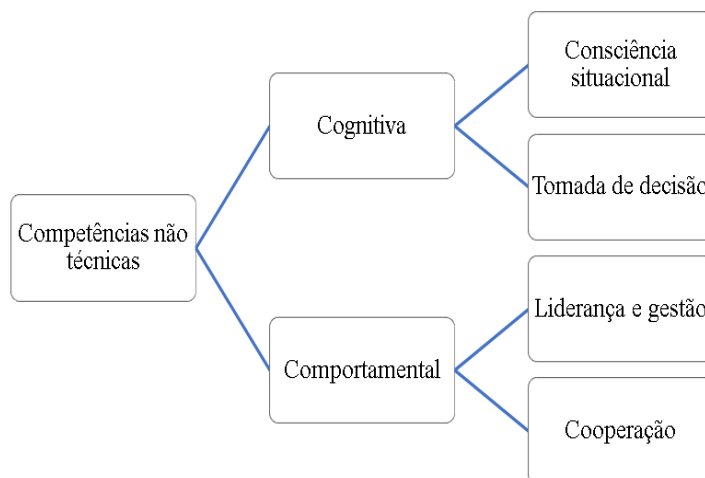 Competências não
técnicas
Cognitiva
Consciência
situacional
Tomada de decisão
Comportamental
Liderança e gestão
Cooperação